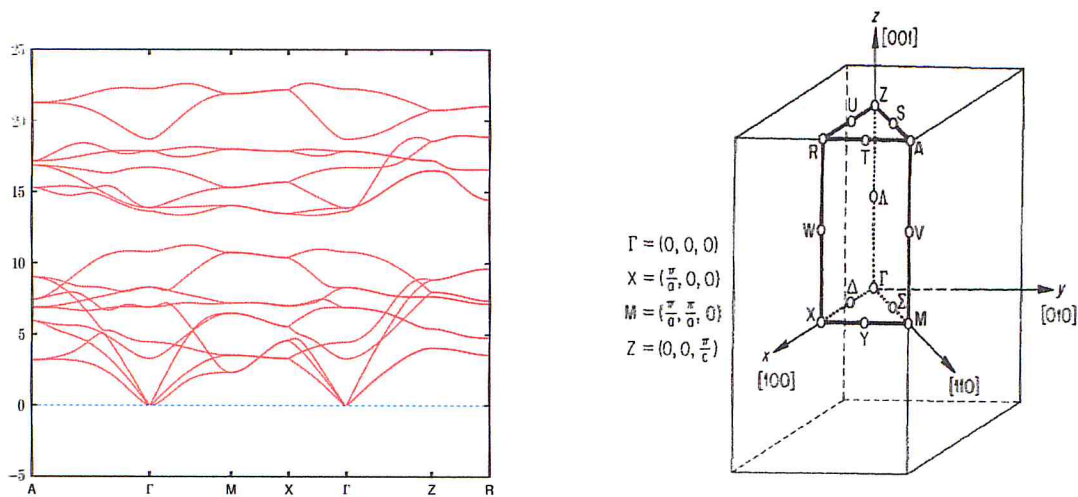 25
20
15
10
5
0
-5
A Γ M X Γ Z R
z
[001]
Z
U S
R T A
Λ
W V
Γ = (0, 0, 0)
X = (π/a, 0, 0)
M = (π/a, π/a, 0)
Z = (0, 0, π/c)
Γ
Δ Σ
y
[010]
X Y M
x
[100]
[110]